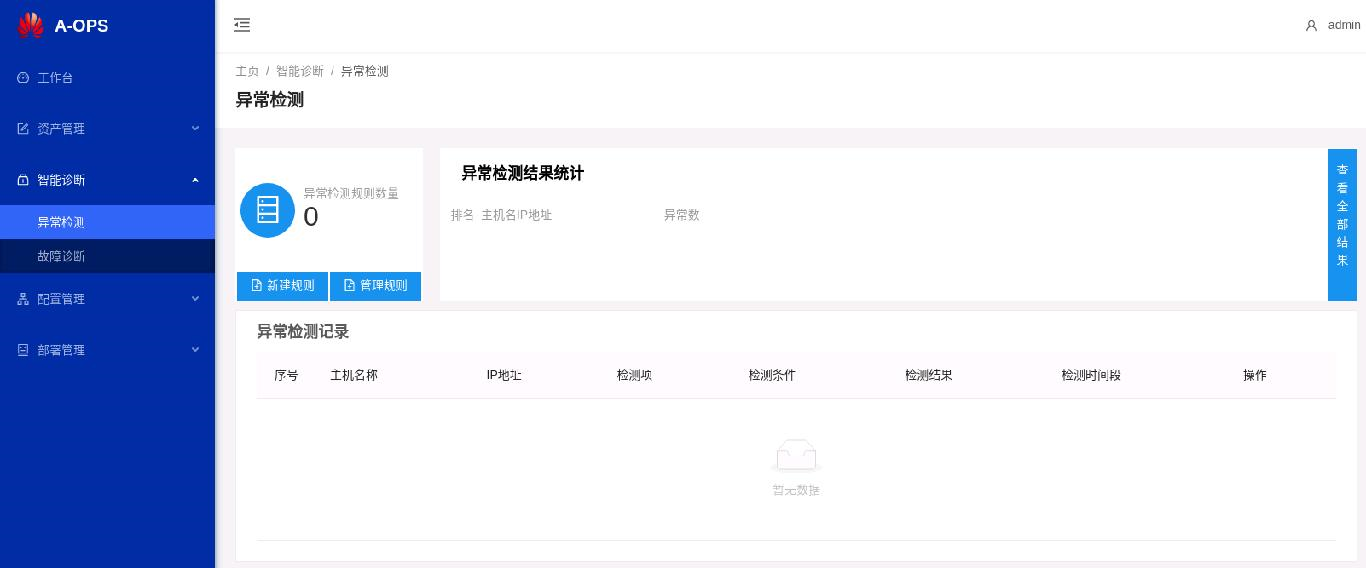 A-OPS
admin
工作台
资产管理
智能诊断
异常检测
故障诊断
配置管理
部署管理
主页 / 智能诊断 / 异常检测
异常检测
异常检测规则数量
0
新建规则
管理规则
异常检测结果统计
排名 主机名IP地址 异常数
查看全部结果
异常检测记录
序号 主机名称 IP地址 检测项 检测条件 检测结果 检测时间段 操作
暂无数据